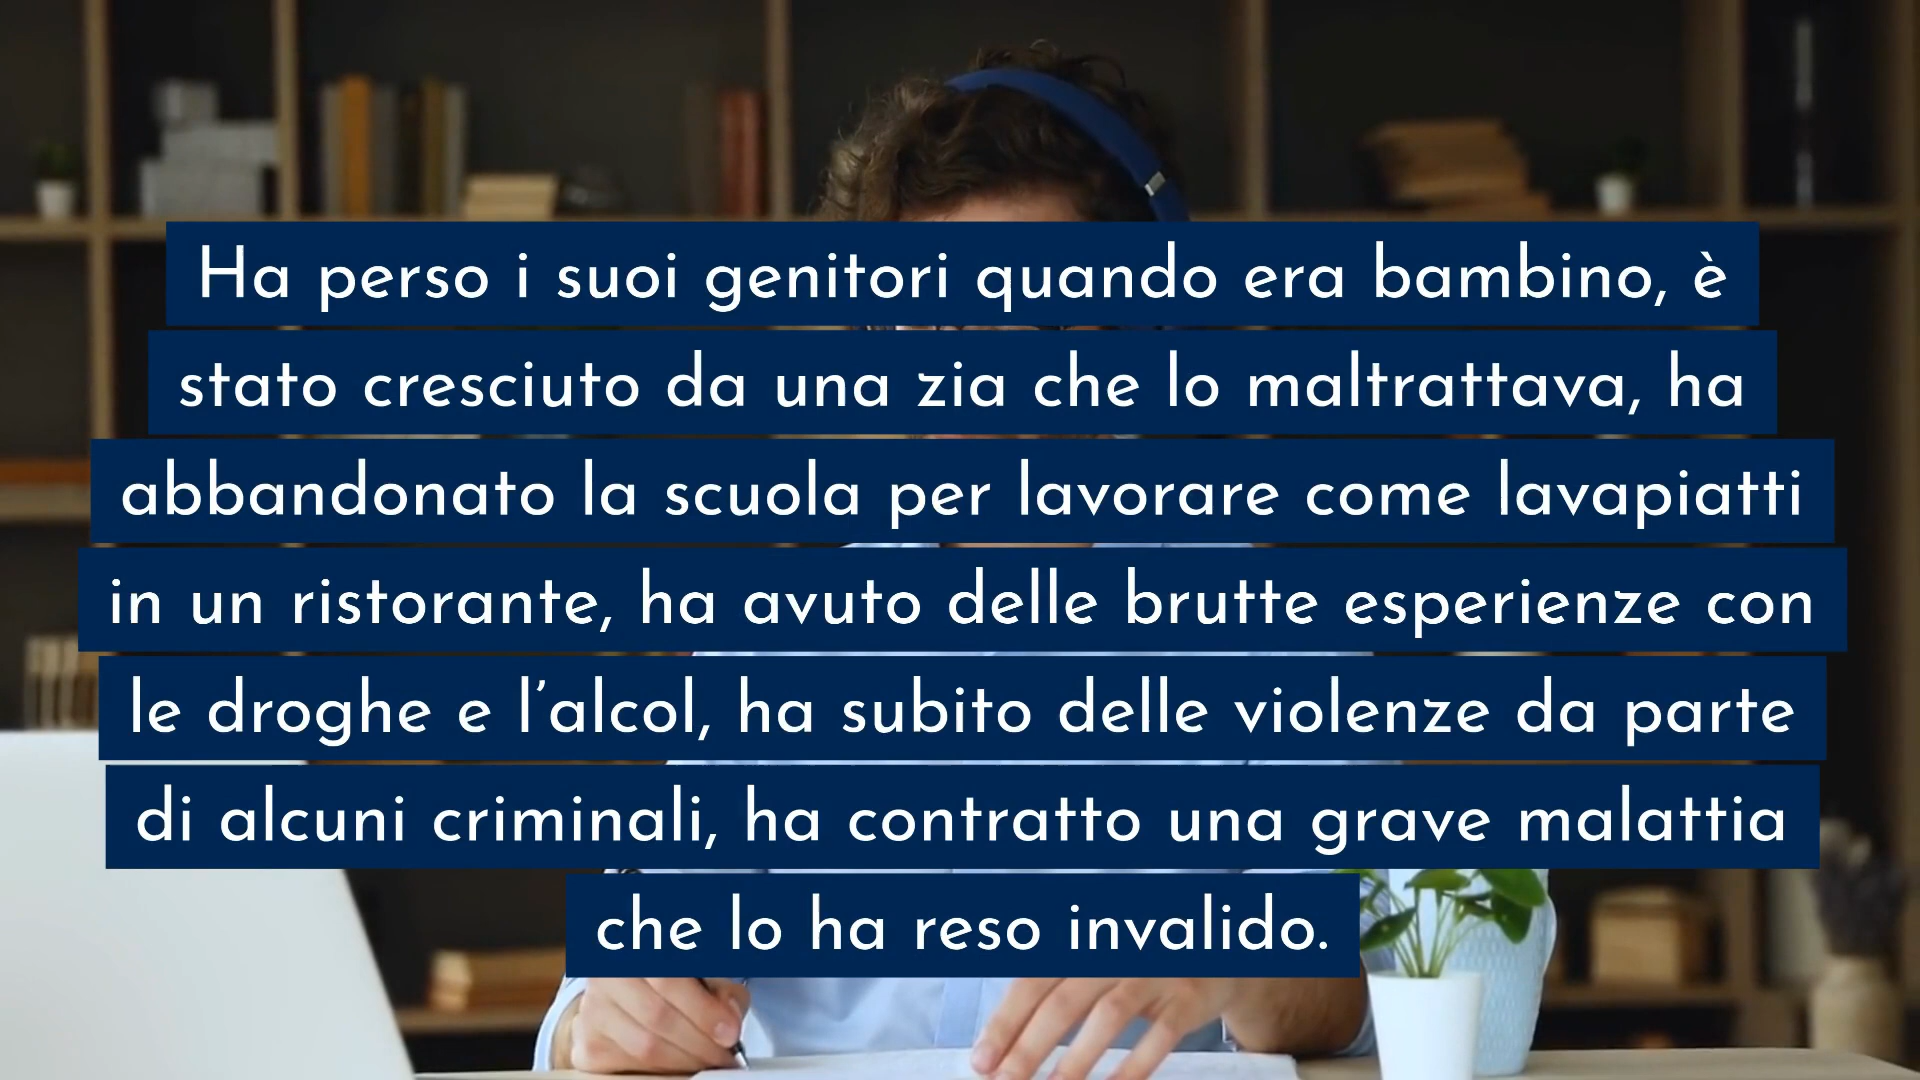 Ha perso i suoi genitori quando era bambino, è
stato cresciuto da una zia che lo maltrattava, ha
abbandonato la scuola per lavorare come lavapiatti
in un ristorante, ha avuto delle brutte esperienze con
le droghe e l’alcol, ha subito delle violenze da parte
di alcuni criminali, ha contratto una grave malattia
che lo ha reso invalido.